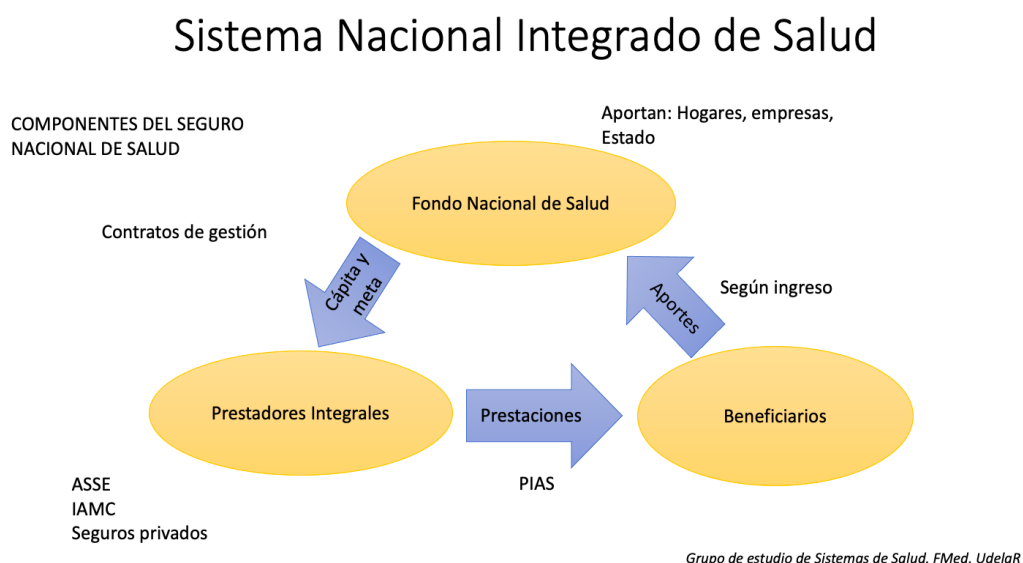 Sistema Nacional Integrado de Salud
COMPONENTES DEL SEGURO
NACIONAL DE SALUD
Aportan: Hogares, empresas,
Estado
Fondo Nacional de Salud
Contratos de gestión
Cápita y
meta
Según ingreso
Aportes
Prestadores Integrales
Prestaciones
Beneficiarios
ASSE
IAMC
Seguros privados
PIAS
Grupo de estudio de Sistemas de Salud. FMed. UdelaR